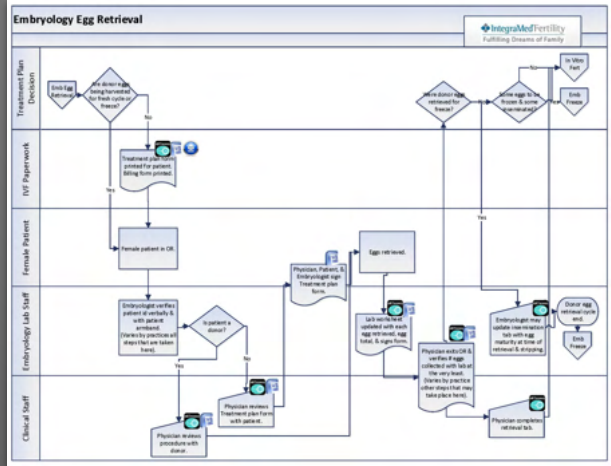 Embryology Egg Retrieval
IntegraMed Fertility
Fulfilling Dreams of Family
Treatment Plan
Decision
Emb Egg
Retrieval
Are donor eggs
being harvested
for fresh cycle or
freeze?
No
Yes
Were donor eggs
retrieved for
freeze?
Some eggs to be
frozen & some
inseminated?
No
In Vitro
Fert
Emb
Freeze
IVF Paperwork
Treatment plan form
printed for patient.
Billing form printed.
Female Patient
Female patient in OR.
Eggs retrieved.
Yes
Physician, Patient, &
Embryologist sign
Treatment plan
form.
Embryology Lab Staff
Embryologist verifies
patient id verbally &
with patient
armband.
(Varies by practices all
steps that are taken
here).
Is patient a
donor?
Yes
No
Lab worksheet
updated with each
egg retrieved, egg
total, & signs form.
Physician exits OR &
verifies # eggs
collected with lab at
the very least.
(Varies by practice
other steps that may
take place here).
Embryologist may
update insemination
tab with egg
maturity at time of
retrieval & stripping.
Donor egg
retrieval cycle
end.
Emb
Freeze
Clinical Staff
Physician reviews
procedure with
donor.
Physician reviews
Treatment Plan
form with patient.
Physician completes
retrieval tab.